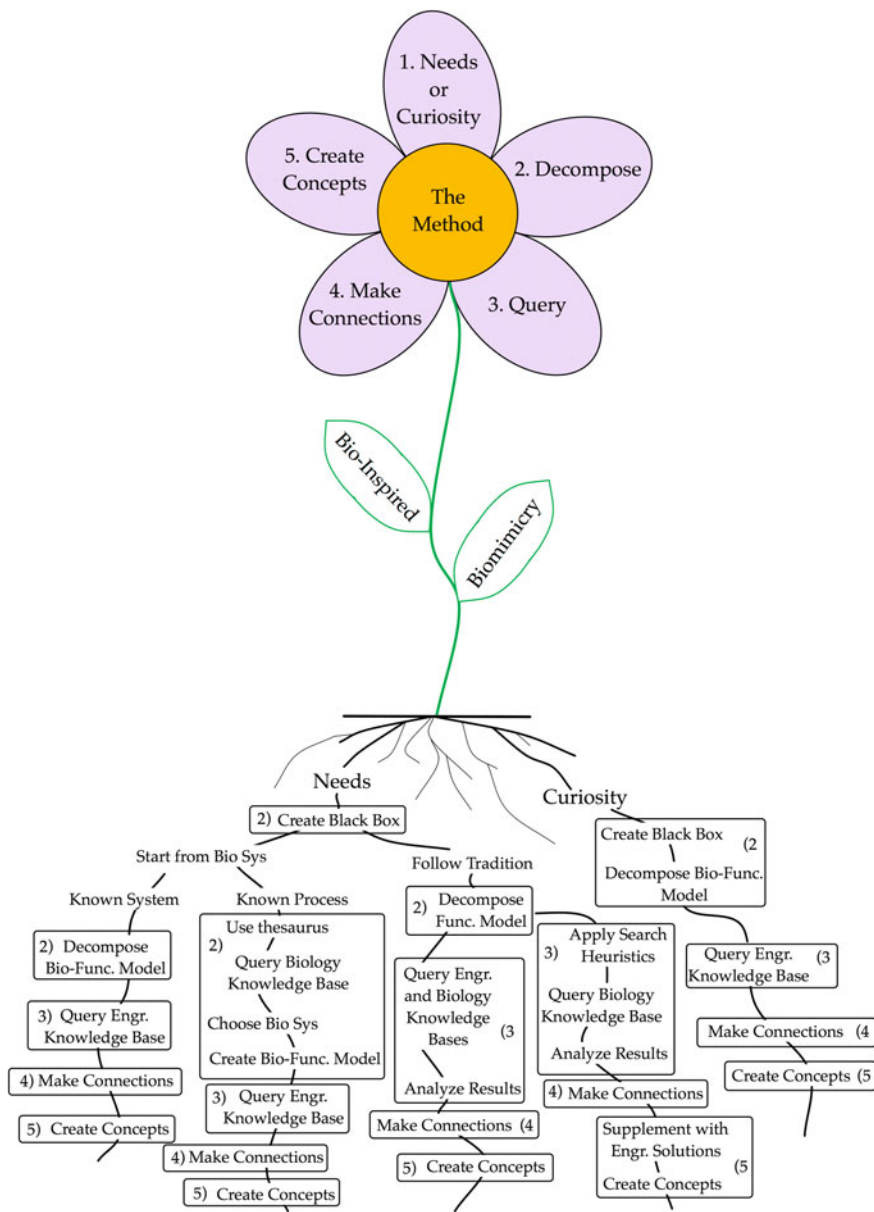 1. Needs
or
Curiosity
2. Decompose
3. Query
4. Make
Connections
5. Create
Concepts
The
Method
Bio-Inspired
Biomimicry
Needs
2) Create Black Box
Start from Bio Sys
Known System
2) Decompose
Bio-Func. Model
3) Query Engr.
Knowledge Base
4) Make Connections
5) Create Concepts
Known Process
Use thesaurus
2)
Query Biology
Knowledge Base
Choose Bio Sys
Create Bio-Func. Model
3) Query Engr.
Knowledge Base
4) Make Connections
5) Create Concepts
Follow Tradition
2) Decompose
Func. Model
Query Engr.
and Biology
Knowledge
Bases (3
Analyze Results
Make Connections (4
5) Create Concepts
Apply Search
3) Heuristics
Query Biology
Knowledge Base
Analyze Results
4) Make Connections
Supplement with
Engr. Solutions
(5
Create Concepts
Curiosity
Create Black Box (2
Decompose Bio-Func.
Model
Query Engr. (3
Knowledge Base
Make Connections (4
Create Concepts (5